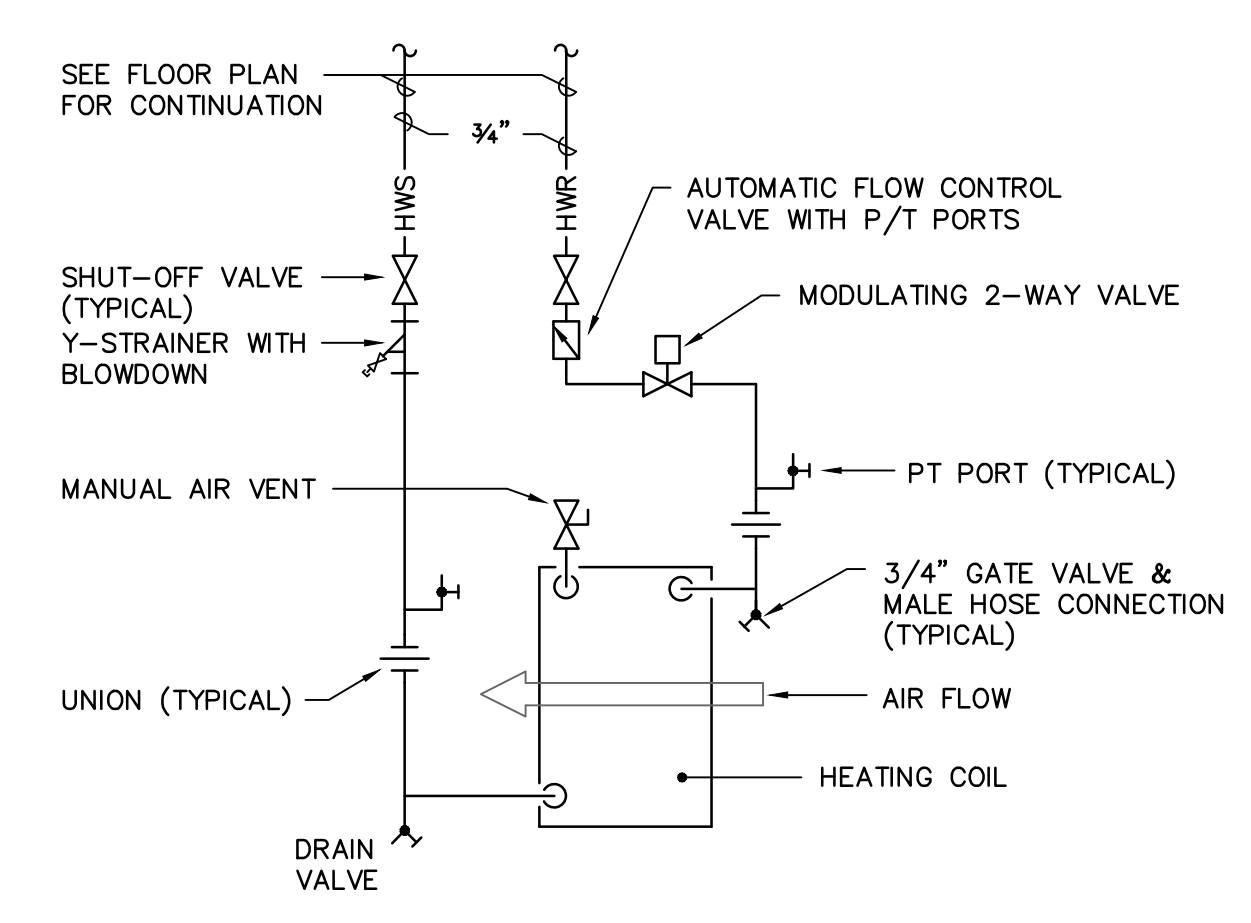 SEE FLOOR PLAN
FOR CONTINUATION
3/4"
HWS
HWR
AUTOMATIC FLOW CONTROL
VALVE WITH P/T PORTS
SHUT-OFF VALVE
(TYPICAL)
Y-STRAINER WITH
BLOWDOWN
MODULATING 2-WAY VALVE
MANUAL AIR VENT
PT PORT (TYPICAL)
3/4" GATE VALVE &
MALE HOSE CONNECTION
(TYPICAL)
UNION (TYPICAL)
AIR FLOW
HEATING COIL
DRAIN
VALVE